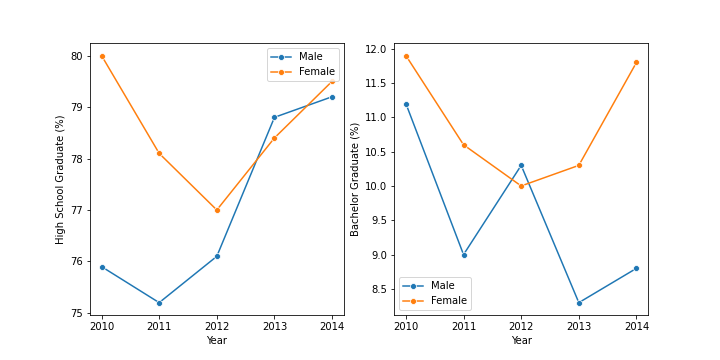 High School Graduate (%)
80
79
78
77
76
75
2010 2011 2012 2013 2014
Year
Male
Female
Bachelor Graduate (%)
12.0
11.5
11.0
10.5
10.0
9.5
9.0
8.5
2010 2011 2012 2013 2014
Year
Male
Female